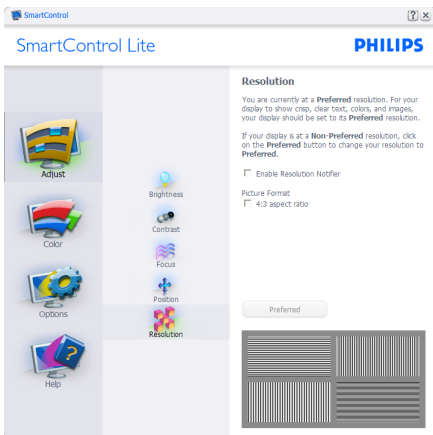 SmartControl
SmartControl Lite
PHILIPS
Adjust
Color
Options
Help
Brightness
Contrast
Focus
Position
Resolution
Resolution
You are currently at a Preferred resolution. For your
display to show crisp, clear text, colors, and images,
your display should be set to its Preferred resolution.
If your display is at a Non-Preferred resolution, click
on the Preferred button to change your resolution to
Preferred.
Enable Resolution Notifier
Picture Format
4:3 aspect ratio
Preferred